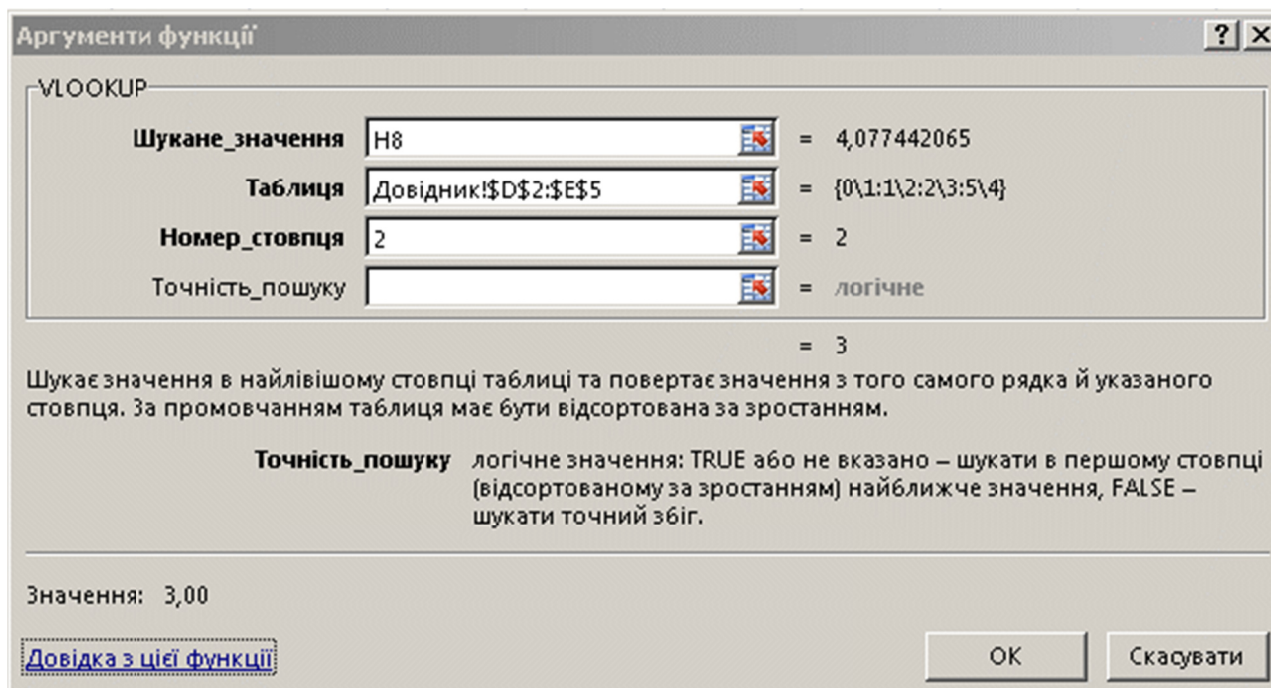 Аргументи функції
VLOOKUP
Шукане_значення H8 = 4,077442065
Таблиця Довідник!$D$2:$E$5 = {0\1:1\2:2\3:5\4}
Номер_стовпця 2 = 2
Точність_пошуку = логічне
= 3
Шукає значення в найлівішому стовпці таблиці та повертає значення з того самого рядка й указаного
стовпця. За промовчанням таблиця має бути відсортована за зростанням.
Точність_пошуку логічне значення: TRUE або не вказано – шукати в першому стовпці
(відсортованому за зростанням) найближче значення, FALSE –
шукати точний збіг.
Значення: 3,00
Довідка з цієї функції
OK Скасувати